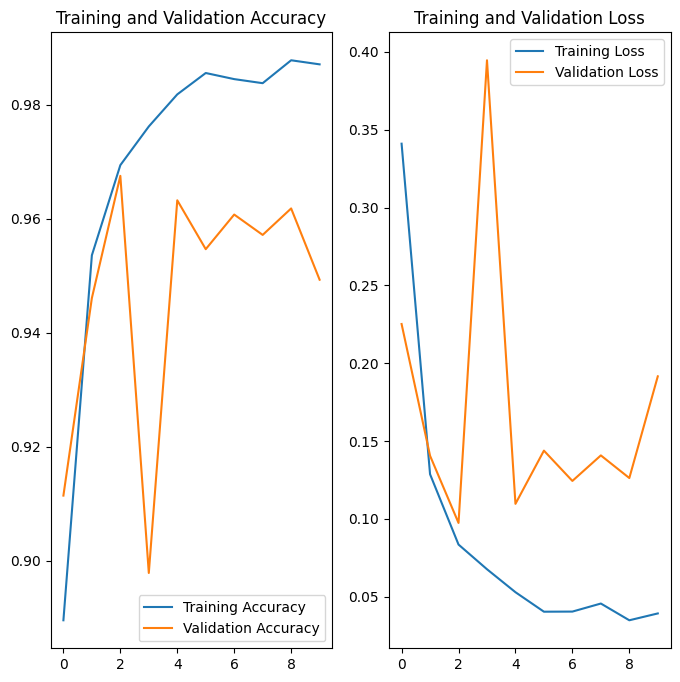 Training and Validation Accuracy
0.98
0.96
0.94
0.92
0.90
Training Accuracy
Validation Accuracy
0 2 4 6 8
Training and Validation Loss
0.40
0.35
0.30
0.25
0.20
0.15
0.10
0.05
Training Loss
Validation Loss
0 2 4 6 8